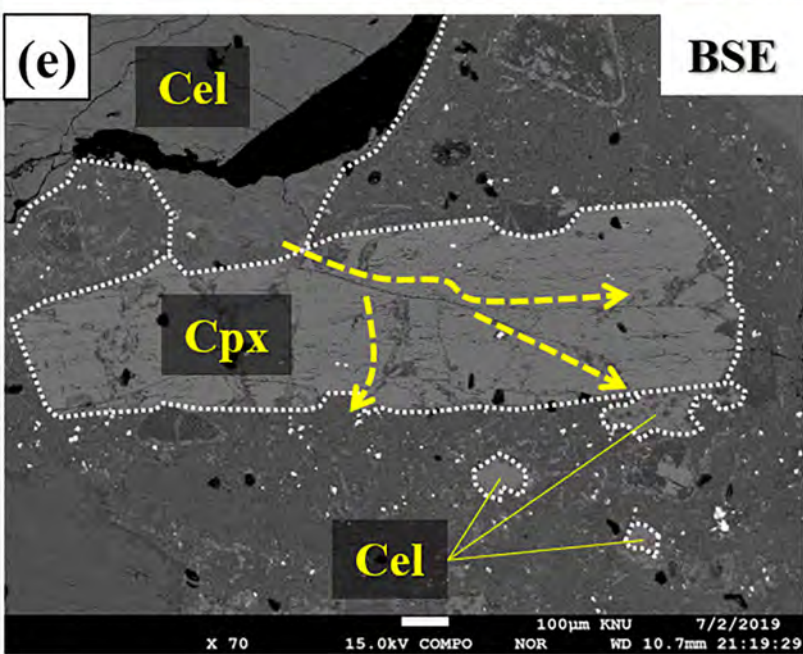 (e)
BSE
Cel
Cpx
Cel
100μm KNU 7/2/2019
X 70 15.0kV COMPO NOR WD 10.7mm 21:19:29